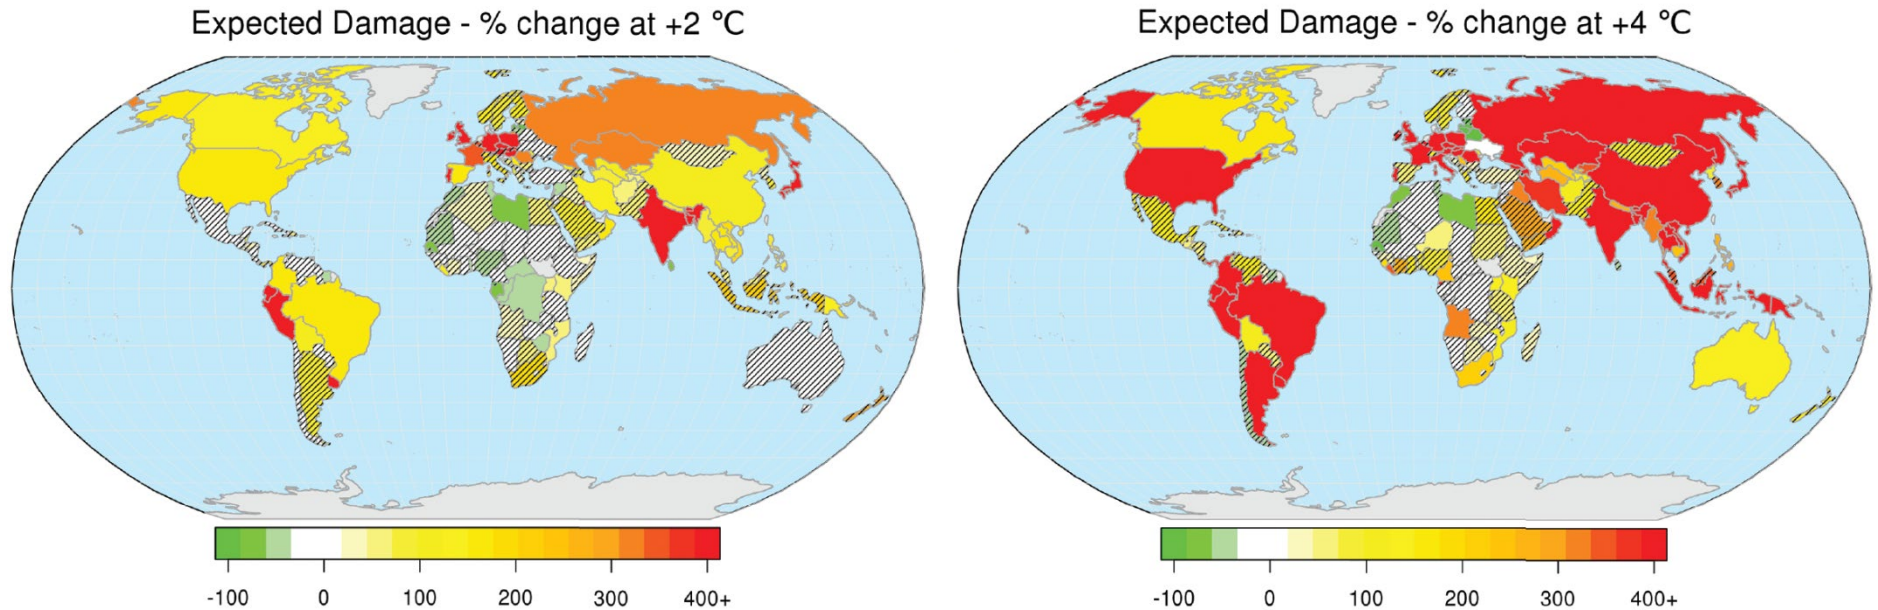 Expected Damage - % change at +2 °C
Expected Damage - % change at +4 °C
-100 0 100 200 300 400+
-100 0 100 200 300 400+